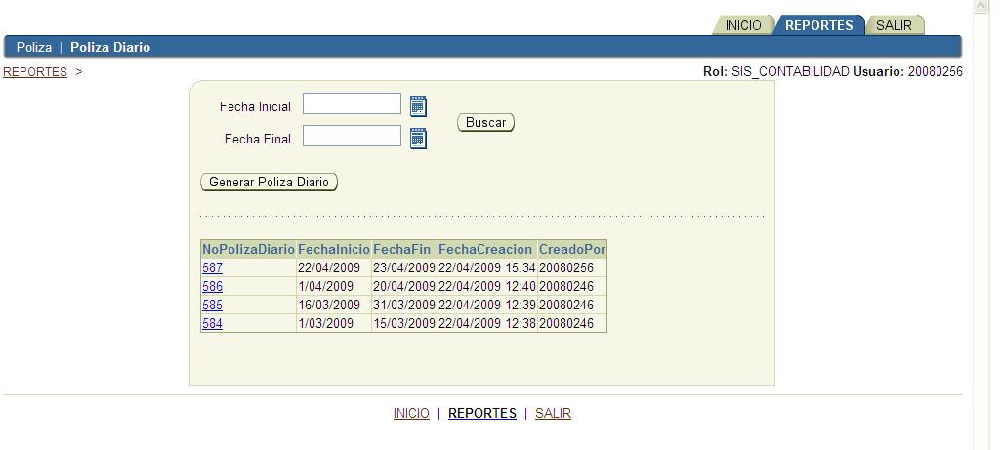 INICIO REPORTES SALIR
Poliza | Poliza Diario
REPORTES >
Rol: SIS_CONTABILIDAD Usuario: 20080256
Fecha Inicial
Buscar
Fecha Final
Generar Poliza Diario
NoPolizaDiario FechaInicio FechaFin FechaCreacion CreadoPor
587 22/04/2009 23/04/2009 22/04/2009 15:34 20080256
586 1/04/2009 20/04/2009 22/04/2009 12:40 20080246
585 16/03/2009 31/03/2009 22/04/2009 12:39 20080246
584 1/03/2009 15/03/2009 22/04/2009 12:38 20080246
INICIO | REPORTES | SALIR